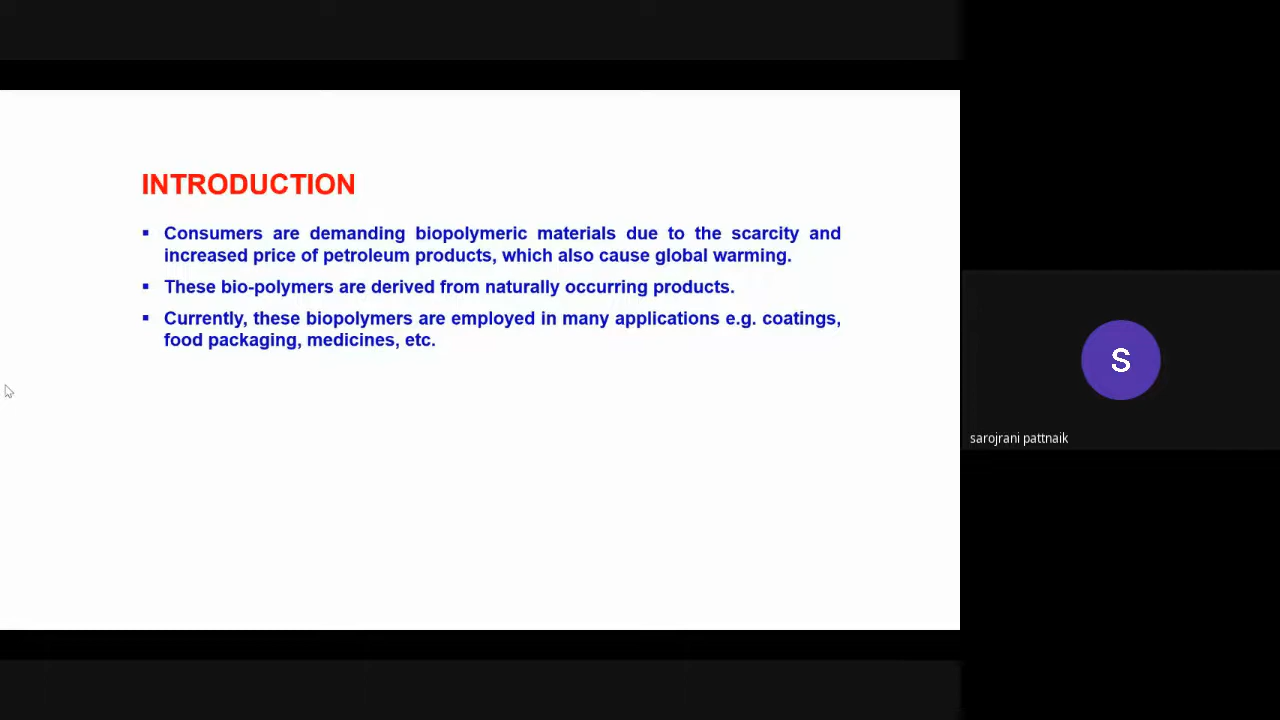 INTRODUCTION
▪ Consumers are demanding biopolymeric materials due to the scarcity and
increased price of petroleum products, which also cause global warming.
▪ These bio-polymers are derived from naturally occurring products.
▪ Currently, these biopolymers are employed in many applications e.g. coatings,
food packaging, medicines, etc.
S
sarojrani pattnaik